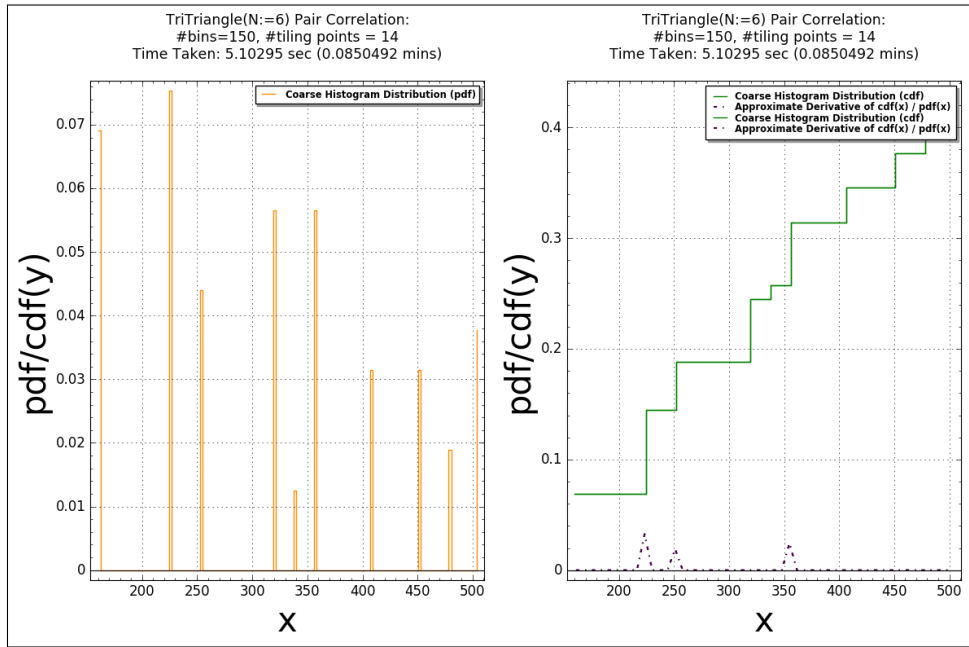 TriTriangle(N:=6) Pair Correlation:
#bins=150, #tiling points = 14
Time Taken: 5.10295 sec (0.0850492 mins)
Coarse Histogram Distribution (pdf)
0.07
0.06
0.05
0.04
0.03
0.02
0.01
0
pdf/cdf(y)
200 250 300 350 400 450 500
x
TriTriangle(N:=6) Pair Correlation:
#bins=150, #tiling points = 14
Time Taken: 5.10295 sec (0.0850492 mins)
Coarse Histogram Distribution (cdf)
Approximate Derivative of cdf(x) / pdf(x)
Coarse Histogram Distribution (cdf)
Approximate Derivative of cdf(x) / pdf(x)
0.4
0.3
0.2
0.1
0
pdf/cdf(y)
200 250 300 350 400 450 500
x